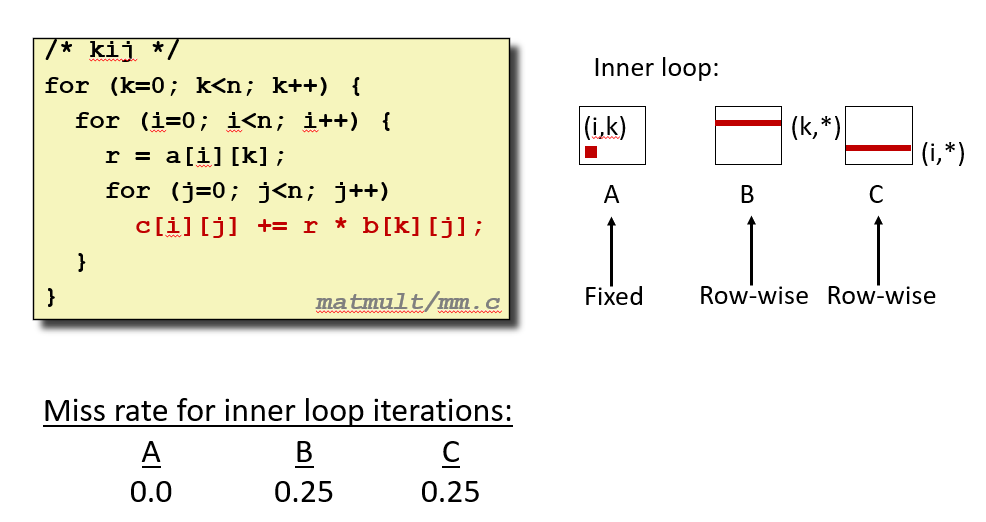 /* kij */
for (k=0; k<n; k++) {
  for (i=0; i<n; i++) {
    r = a[i][k];
    for (j=0; j<n; j++)
      c[i][j] += r * b[k][j];
  }
}
matmult/mm.c
Inner loop:
(i,k)
(k,*)
(i,*)
A B C
Fixed Row-wise Row-wise
Miss rate for inner loop iterations:
A B C
0.0 0.25 0.25